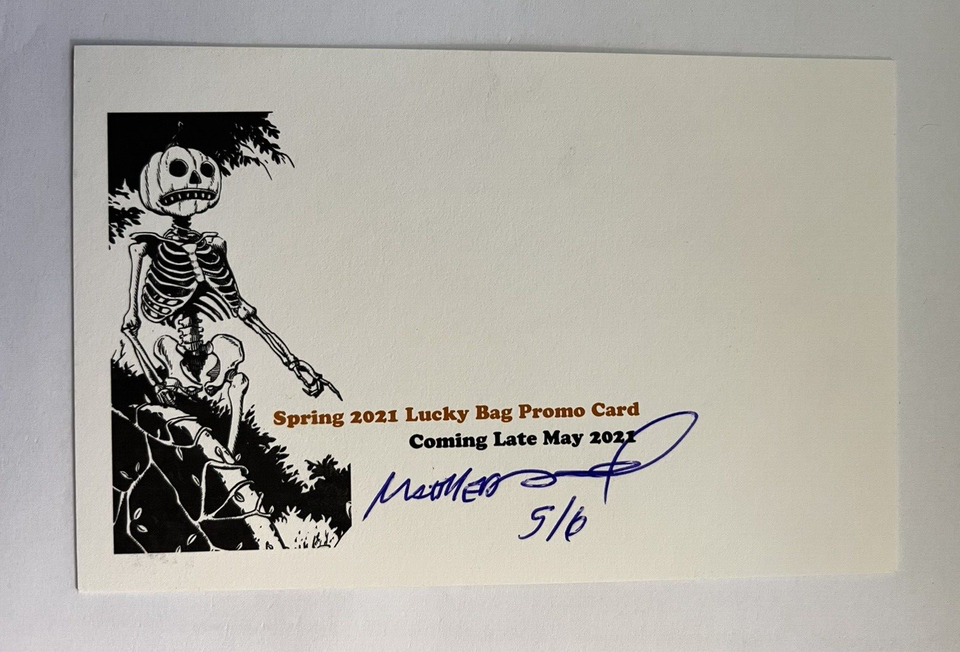 Spring 2021 Lucky Bag Promo Card
Coming Late May 2021
5/6